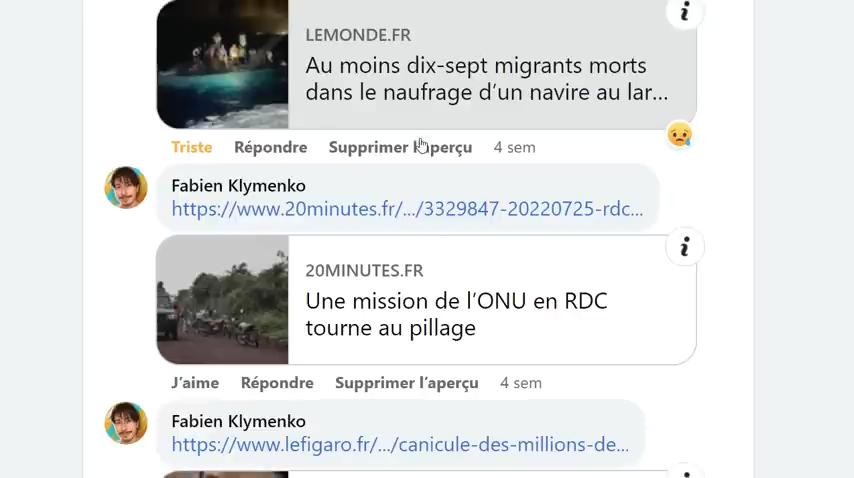 LEMONDE.FR
Au moins dix-sept migrants morts
dans le naufrage d'un navire au lar...
Triste Répondre Supprimer l'aperçu 4 sem
Fabien Klymenko
https://www.20minutes.fr/.../3329847-20220725-rdc...
20MINUTES.FR
Une mission de l'ONU en RDC
tourne au pillage
J'aime Répondre Supprimer l'aperçu 4 sem
Fabien Klymenko
https://www.lefigaro.fr/.../canicule-des-millions-de...